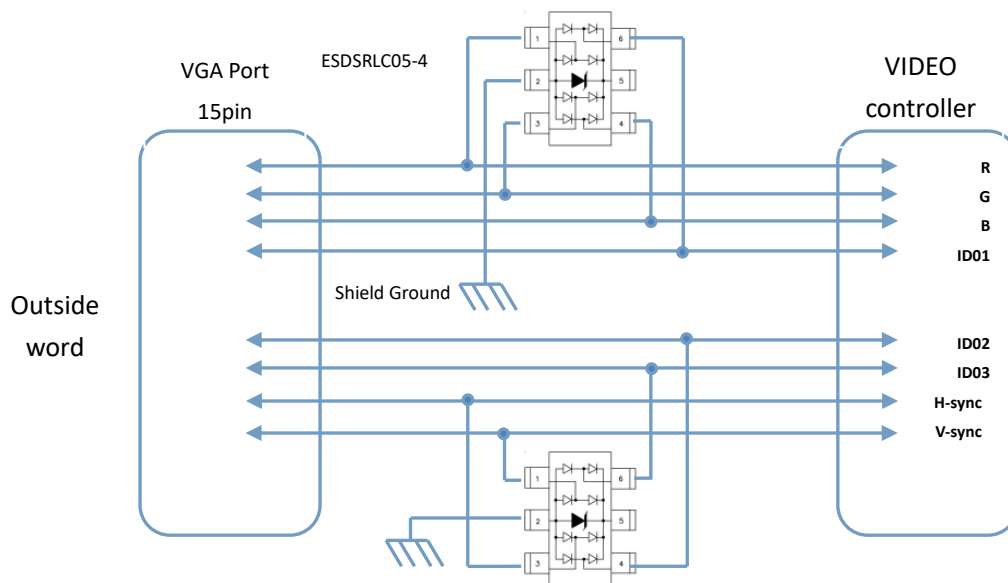 ESDSRLC05-4
VGA Port
15pin
VIDEO
controller
1
2
3
6
5
4
R
G
B
ID01
Shield Ground
Outside
word
ID02
ID03
H-sync
V-sync
1
2
3
6
5
4